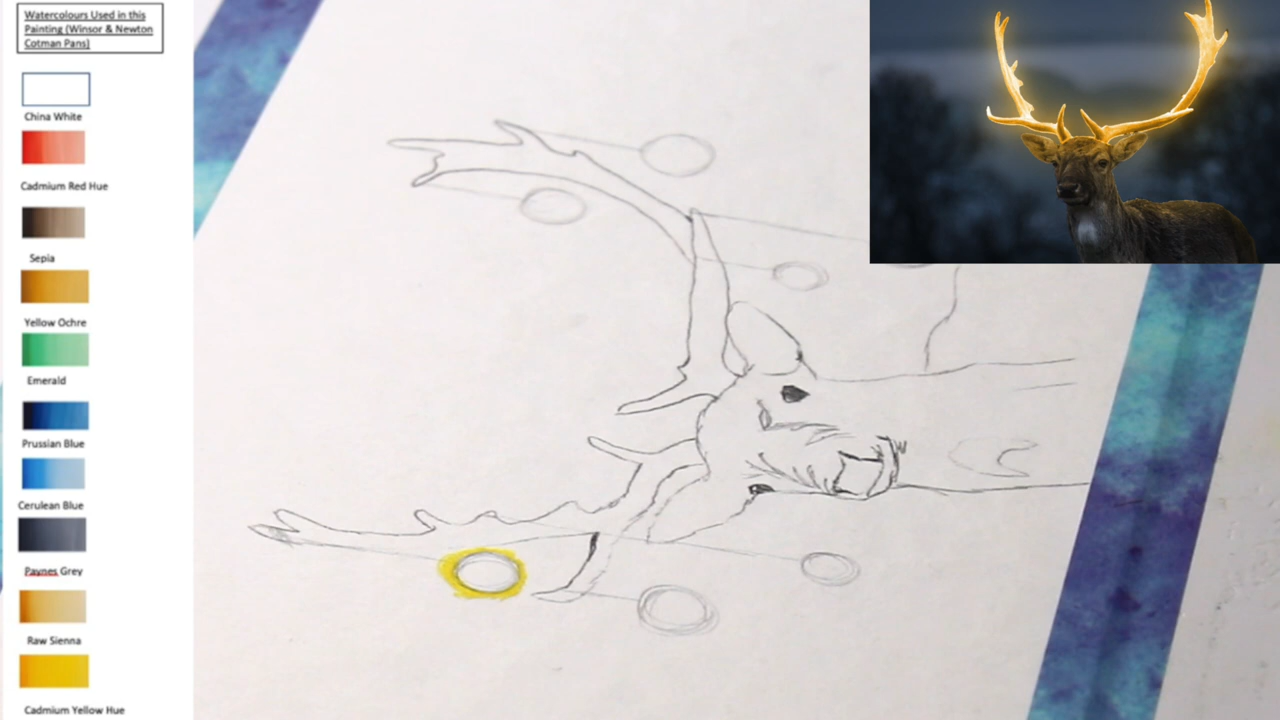 Watercolours Used in this
Painting (Winsor & Newton
Cotman Pans)
China White
Cadmium Red Hue
Sepia
Yellow Ochre
Emerald
Prussian Blue
Cerulean Blue
Paynes Grey
Raw Sienna
Cadmium Yellow Hue